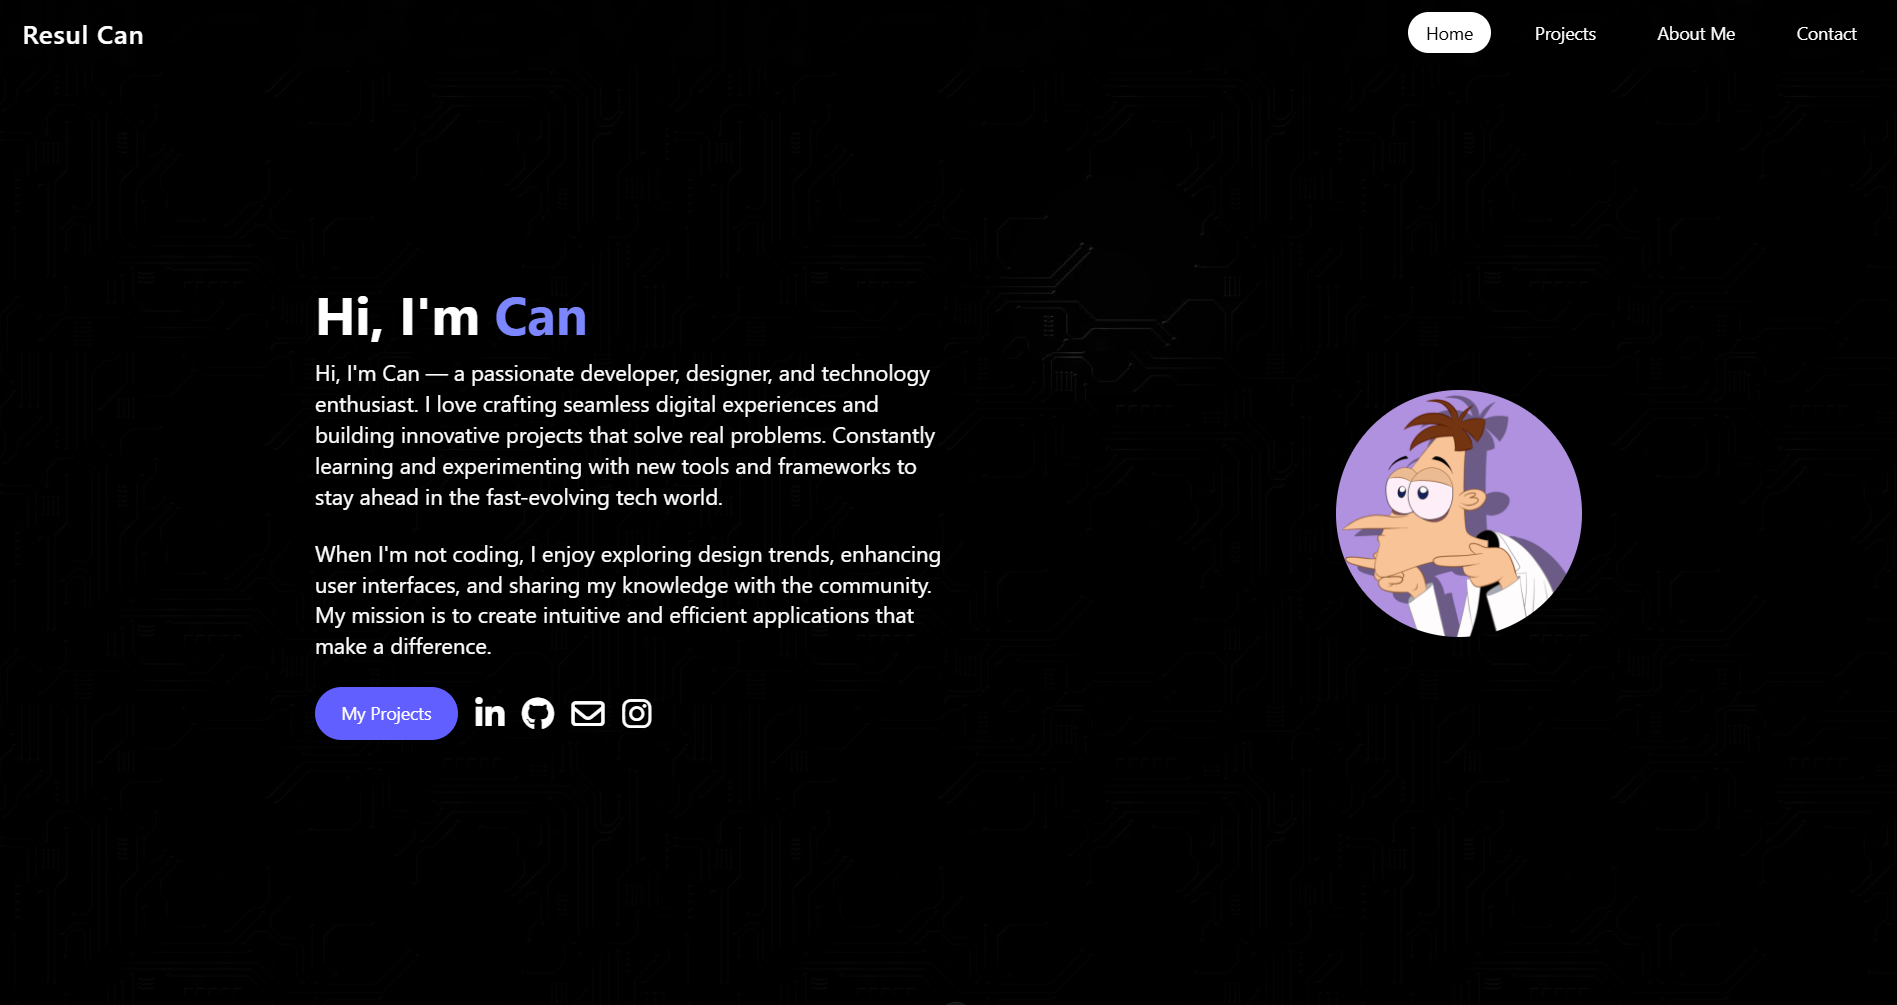 Resul Can
Home
Projects
About Me
Contact
Hi, I'm Can
Hi, I'm Can — a passionate developer, designer, and technology
enthusiast. I love crafting seamless digital experiences and
building innovative projects that solve real problems. Constantly
learning and experimenting with new tools and frameworks to
stay ahead in the fast-evolving tech world.
When I'm not coding, I enjoy exploring design trends, enhancing
user interfaces, and sharing my knowledge with the community.
My mission is to create intuitive and efficient applications that
make a difference.
My Projects
in